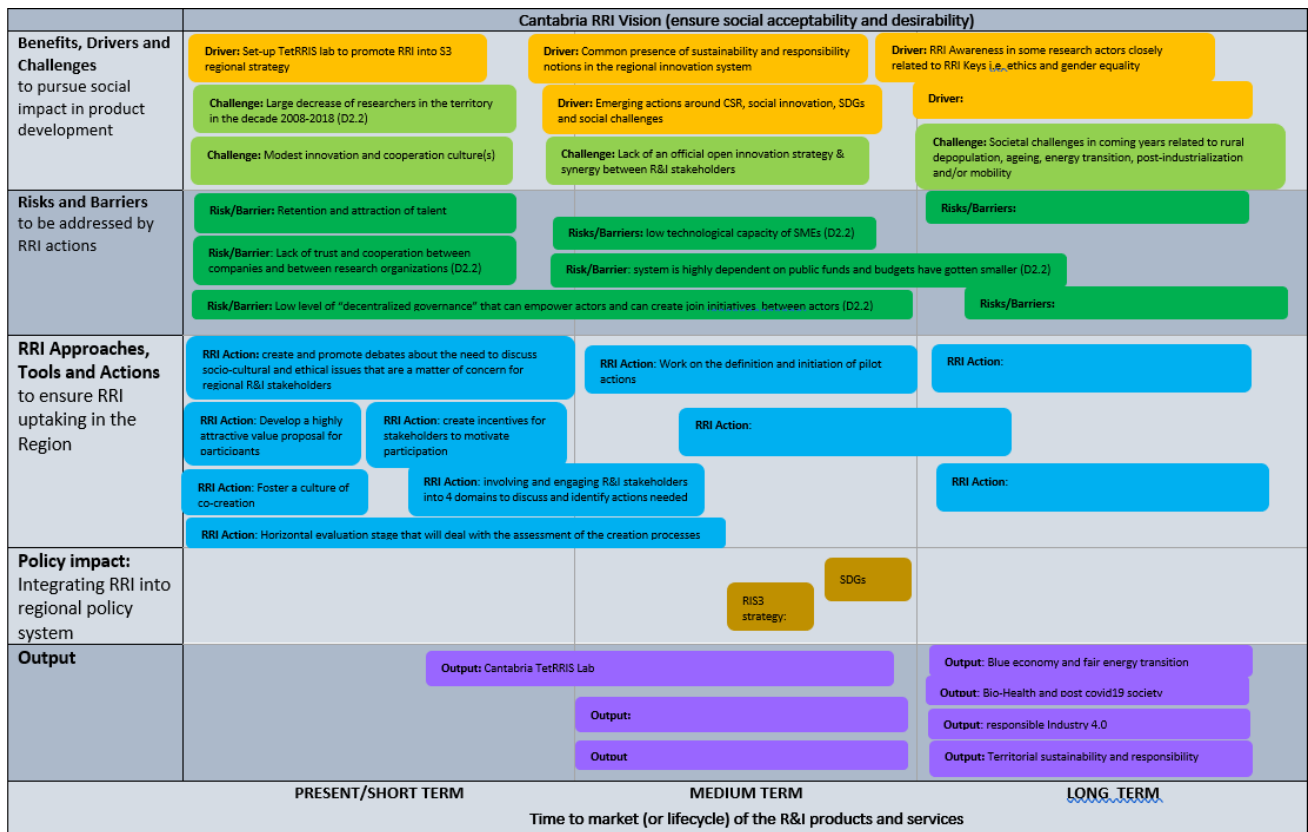 Cantabria RRI Vision (ensure social acceptability and desirability)
Benefits, Drivers and
Challenges
to pursue social
impact in product
development
Driver: Set-up TetRRIS lab to promote RRI into S3
regional strategy
Driver: Common presence of sustainability and responsibility
notions in the regional innovation system
Driver: RRI Awareness in some research actors closely
related to RRI Keys i.e. ethics and gender equality
Challenge: Large decrease of researchers in the territory
in the decade 2008-2018 (D2.2)
Driver: Emerging actions around CSR, social innovation, SDGs
and social challenges
Driver:
Challenge: Modest innovation and cooperation culture(s)
Challenge: Lack of an official open innovation strategy &
synergy between R&I stakeholders
Challenge: Societal challenges in coming years related to rural
depopulation, ageing, energy transition, post-industrialization
and/or mobility
Risks and Barriers
to be addressed by
RRI actions
Risk/Barrier: Retention and attraction of talent
Risks/Barriers: low technological capacity of SMEs (D2.2)
Risks/Barriers:
Risk/Barrier: Lack of trust and cooperation between
companies and between research organizations (D2.2)
Risk/Barrier: system is highly dependent on public funds and budgets have gotten smaller (D2.2)
Risk/Barrier: Low level of “decentralized governance” that can empower actors and can create join initiatives between actors (D2.2)
Risks/Barriers:
RRI Approaches,
Tools and Actions
to ensure RRI
uptaking in the
Region
RRI Action: create and promote debates about the need to discuss
socio-cultural and ethical issues that are a matter of concern for
regional R&I stakeholders
RRI Action: Work on the definition and initiation of pilot
actions
RRI Action:
RRI Action: Develop a highly
attractive value proposal for
participants
RRI Action: create incentives for
stakeholders to motivate
participation
RRI Action:
RRI Action: Foster a culture of
co-creation
RRI Action: involving and engaging R&I stakeholders
into 4 domains to discuss and identify actions needed
RRI Action:
RRI Action: Horizontal evaluation stage that will deal with the assessment of the creation processes
Policy impact:
Integrating RRI into
regional policy
system
SDGs
RIS3
strategy:
Output
Output: Cantabria TetRRIS Lab
Output:
Output
Output: Blue economy and fair energy transition
Output: Bio-Health and post covid19 society
Output: responsible Industry 4.0
Output: Territorial sustainability and responsibility
PRESENT/SHORT TERM
MEDIUM TERM
LONG TERM
Time to market (or lifecycle) of the R&I products and services